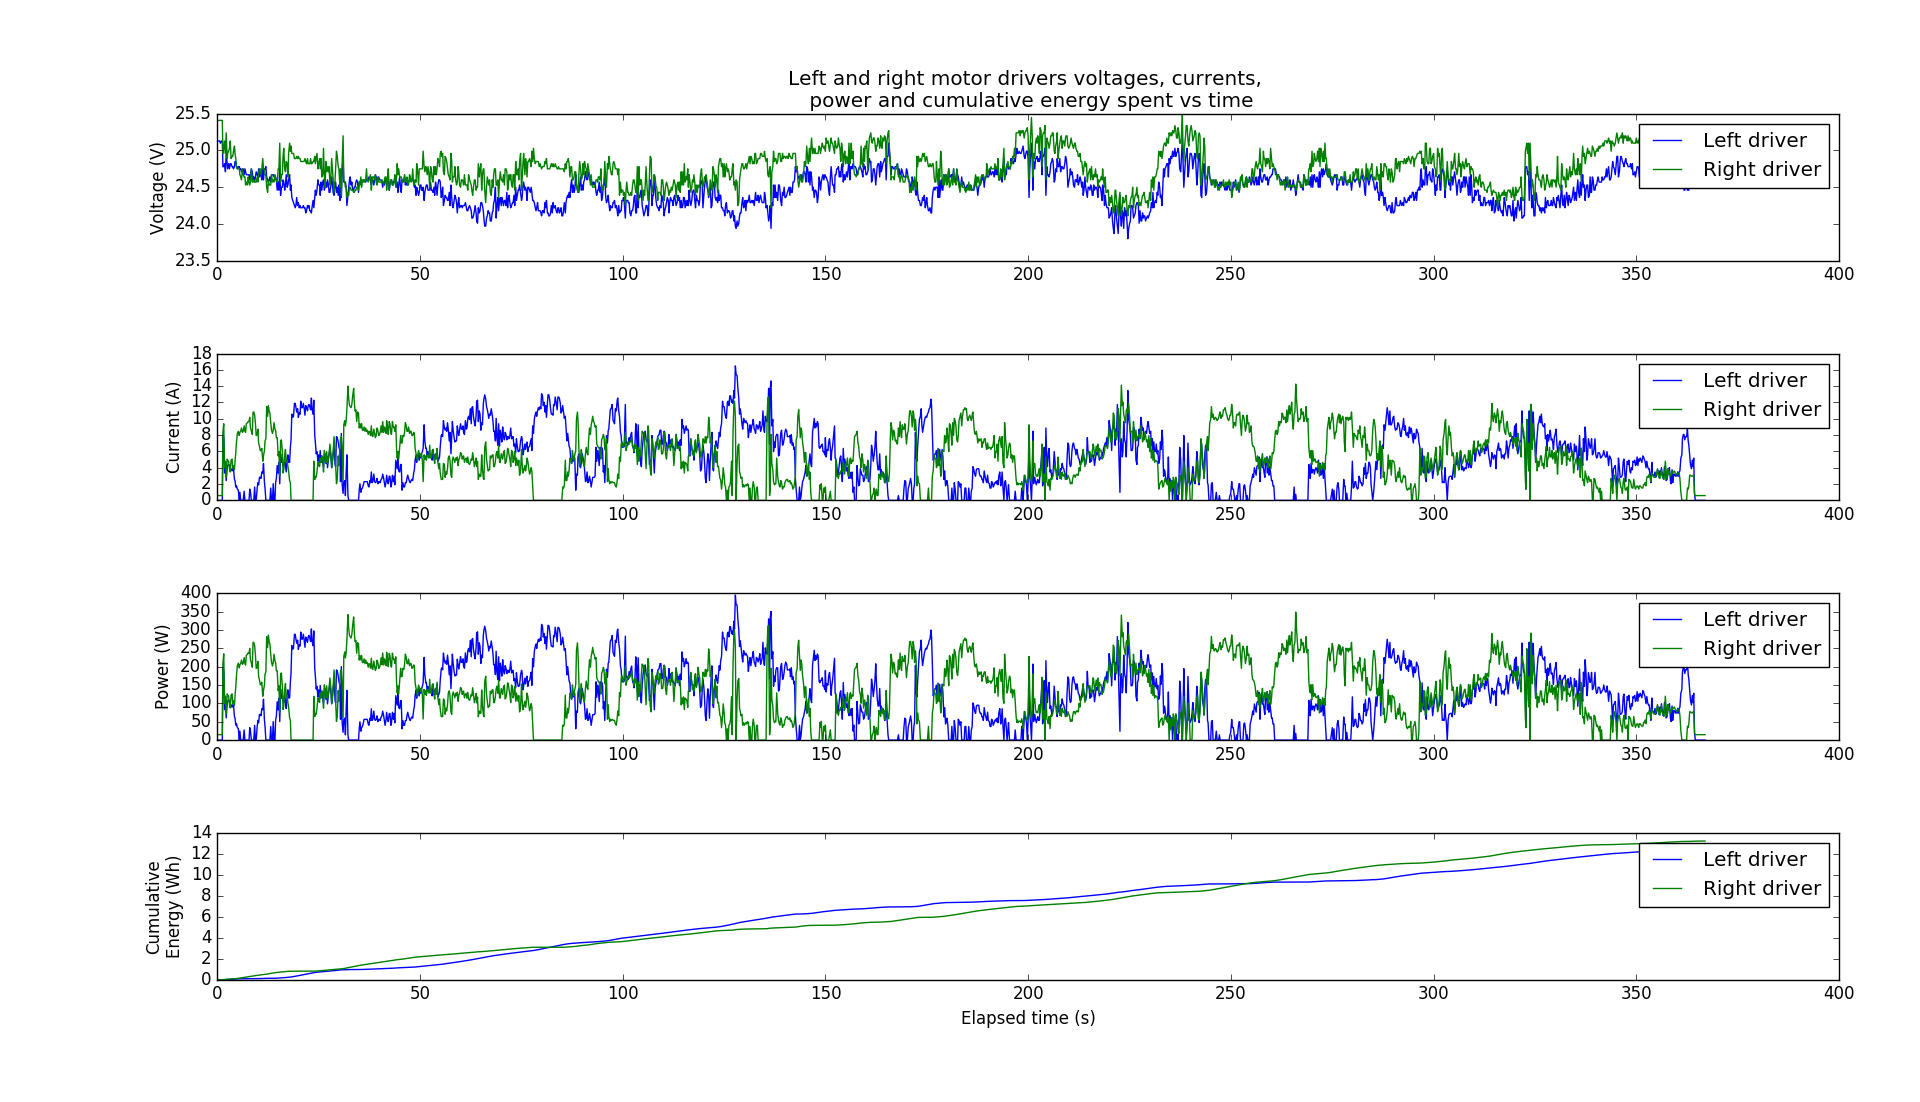 Left and right motor drivers voltages, currents,
power and cumulative energy spent vs time
25.5
25.0
24.5
24.0
23.5
Voltage (V)
0 50 100 150 200 250 300 350 400
Left driver
Right driver
18
16
14
12
10
8
6
4
2
0
Current (A)
0 50 100 150 200 250 300 350 400
Left driver
Right driver
400
350
300
250
200
150
100
50
0
Power (W)
0 50 100 150 200 250 300 350 400
Left driver
Right driver
14
12
10
8
6
4
2
0
Cumulative
Energy (Wh)
0 50 100 150 200 250 300 350 400
Left driver
Right driver
Elapsed time (s)